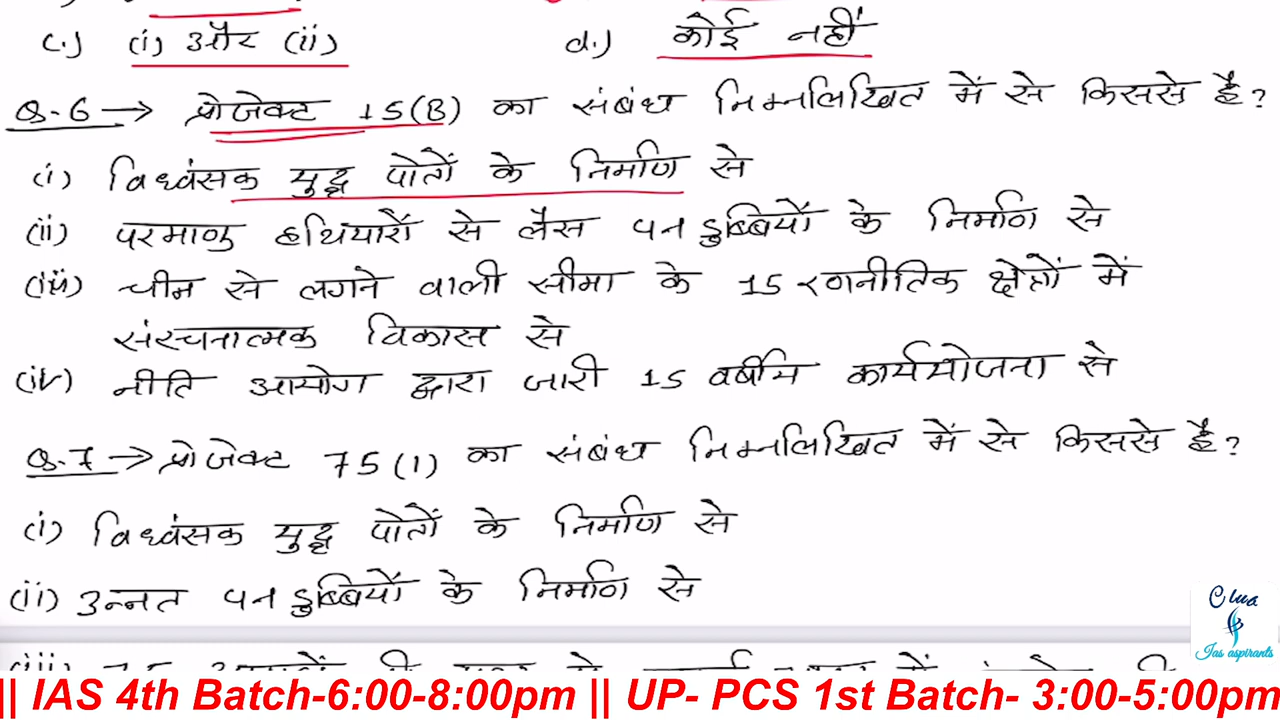 c.) (i) और (ii) d.) कोई नहीं
Q-6 → प्रोजेक्ट 15(B) का संबंध निम्नलिखित में से किससे है?
(i) विध्वंसक युद्ध पोतों के निर्माण से
(ii) परमाणु हथियारों से लैस पनडुब्बियों के निर्माण से
(iii) चीन से लगने वाली सीमा के 15 रणनीतिक क्षेत्रों में
संरचनात्मक विकास से
(iv) नीति आयोग द्वारा जारी 15 वर्षीय कार्ययोजना से
Q.7 → प्रोजेक्ट 75(I) का संबंध निम्नलिखित में से किससे है?
(i) विध्वंसक युद्ध पोतों के निर्माण से
(ii) उन्नत पनडुब्बियों के निर्माण से
Clua
Ias aspirants
|| IAS 4th Batch-6:00-8:00pm || UP- PCS 1st Batch- 3:00-5:00pm